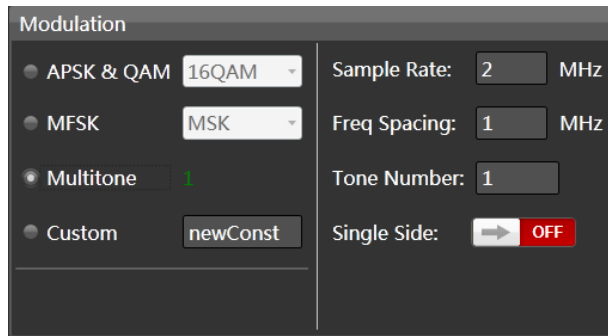 Modulation
APSK & QAM 16QAM
Sample Rate: 2 MHz
MFSK MSK
Freq Spacing: 1 MHz
Multitone 1
Tone Number: 1
Custom newConst
Single Side: OFF